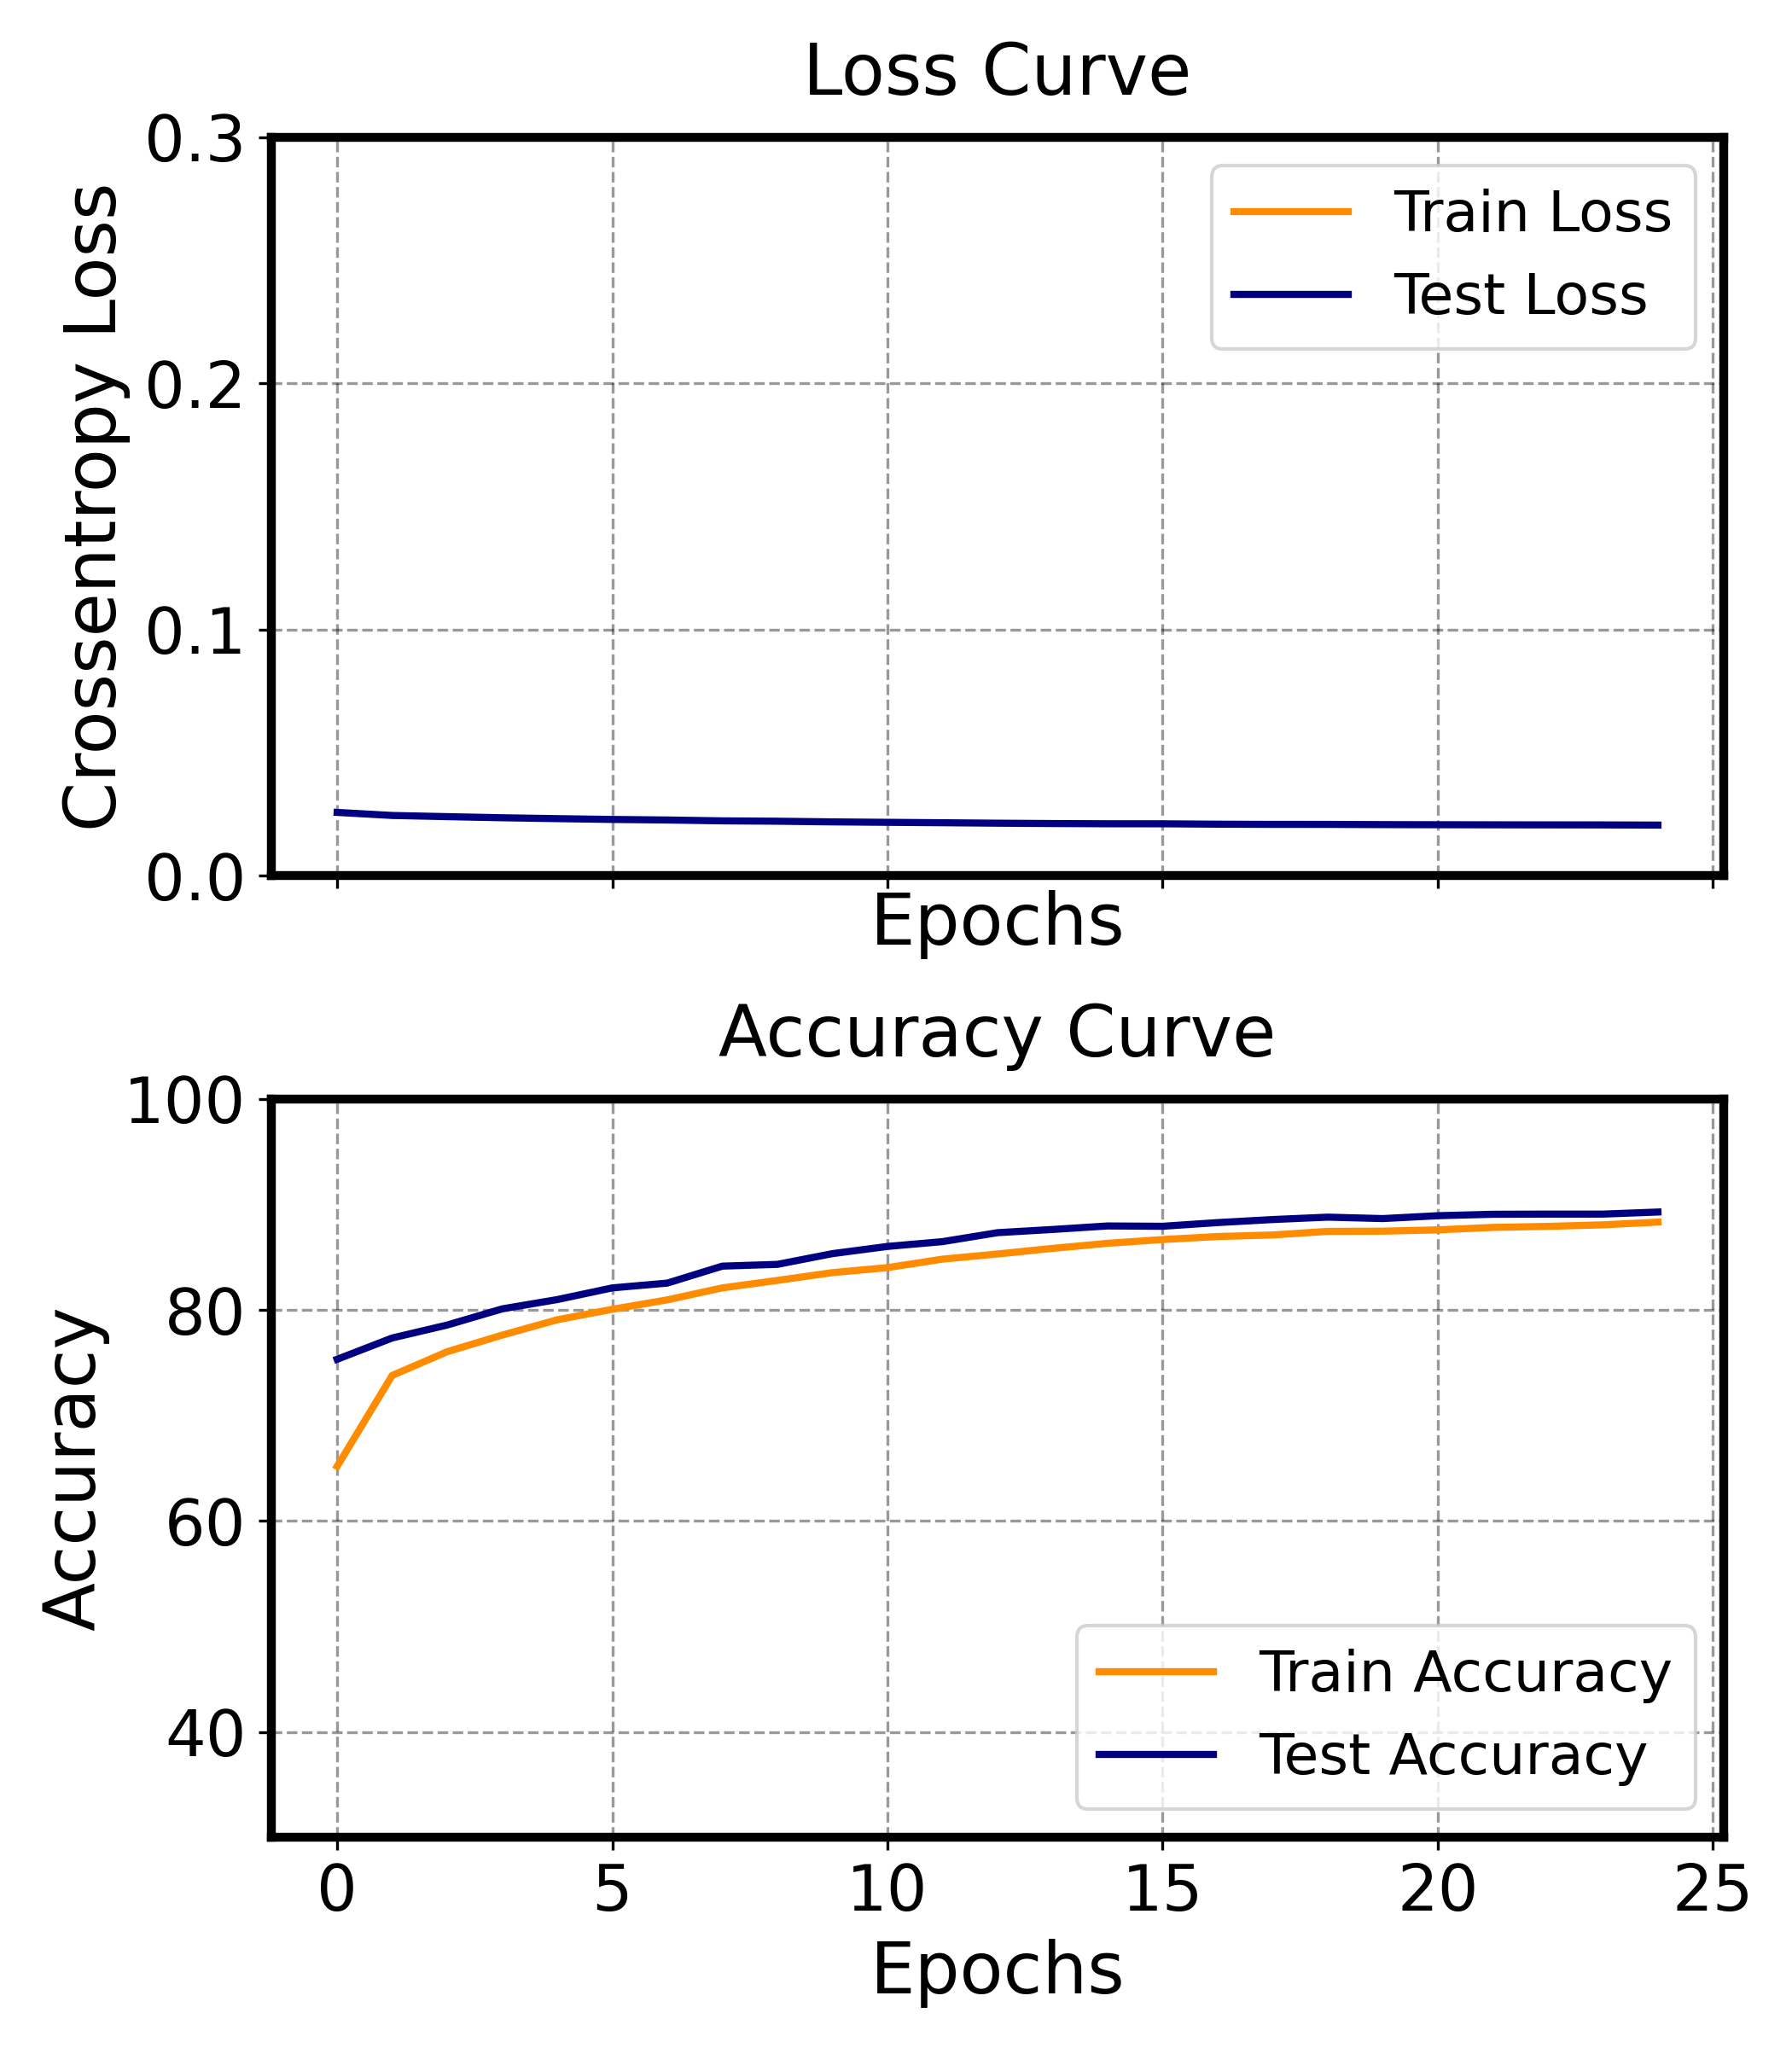 Loss Curve
0.3
0.2
0.1
0.0
Crossentropy Loss
Train Loss
Test Loss
Epochs
Accuracy Curve
100
80
60
40
Accuracy
Train Accuracy
Test Accuracy
0 5 10 15 20 25
Epochs